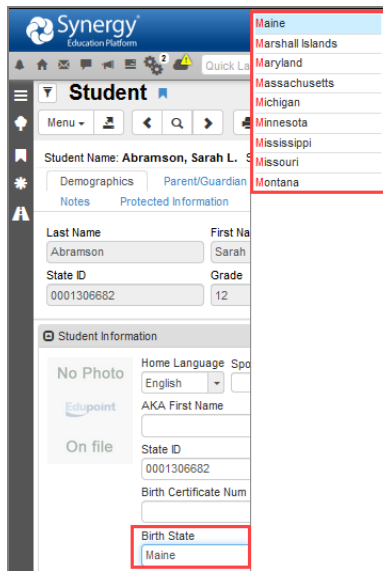 Synergy
Education Platform
2
Quick La
Student
Menu
Student Name: Abramson, Sarah L. S
Demographics Parent/Guardian
Notes Protected Information
Last Name First Na
Abramson Sarah
State ID Grade
0001306682 12
Student Information
No Photo
Edupoint
On file
Home Language Spo
English
AKA First Name
State ID
0001306682
Birth Certificate Num
Birth State
Maine
Maine
Marshall Islands
Maryland
Massachusetts
Michigan
Minnesota
Mississippi
Missouri
Montana